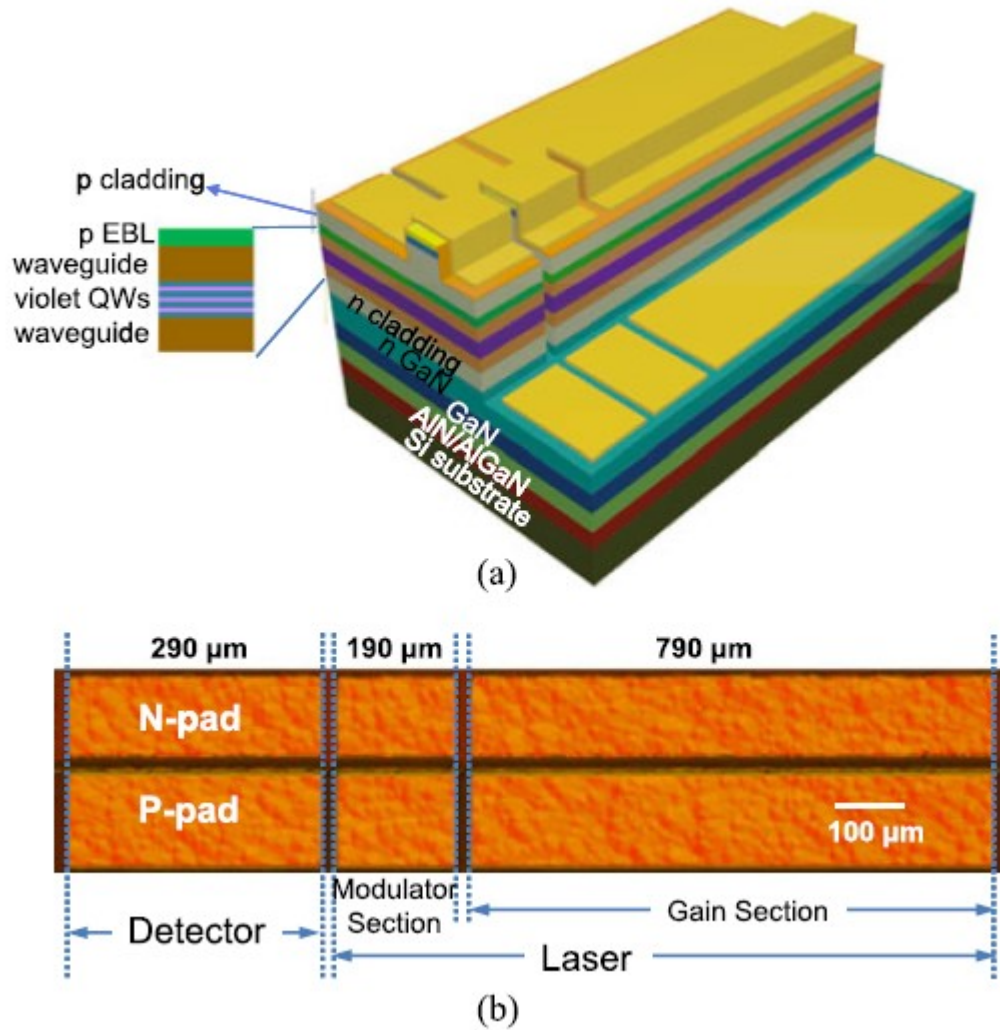 p cladding
p EBL
waveguide
violet QWs
waveguide
n cladding
n GaN
GaN
AlN/AlGaN
Si substrate
(a)
290 μm
190 μm
790 μm
N-pad
P-pad
100 μm
Modulator
Section
Gain Section
Detector
Laser
(b)